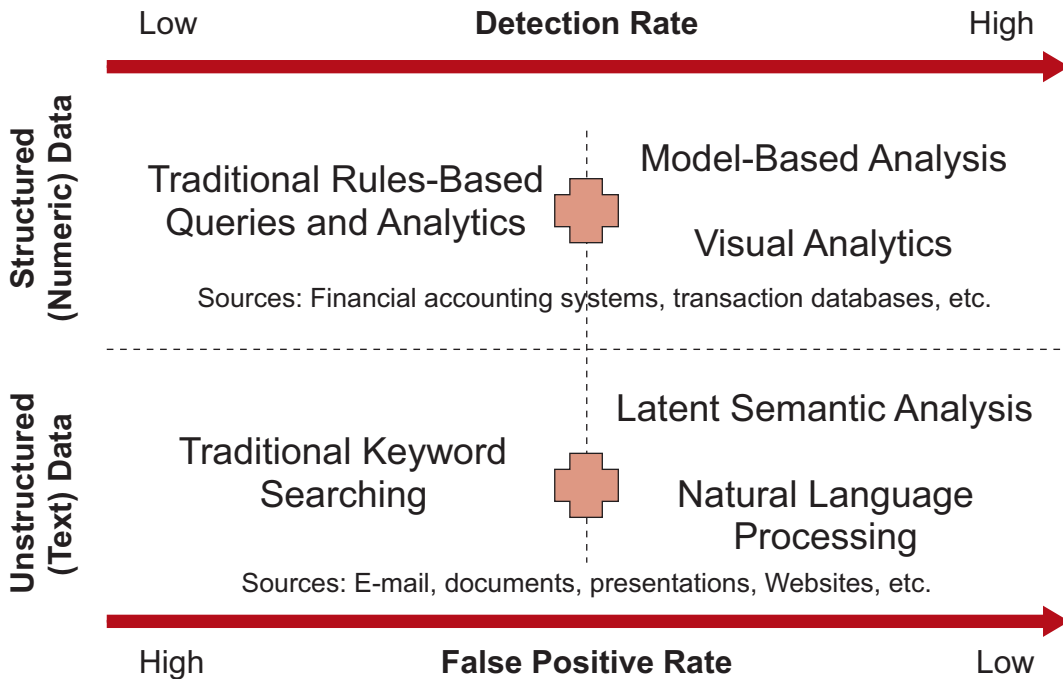 Low Detection Rate High
Structured
(Numeric) Data
Traditional Rules-Based
Queries and Analytics
Model-Based Analysis
Visual Analytics
Sources: Financial accounting systems, transaction databases, etc.
Unstructured
(Text) Data
Traditional Keyword
Searching
Latent Semantic Analysis
Natural Language
Processing
Sources: E-mail, documents, presentations, Websites, etc.
High False Positive Rate Low